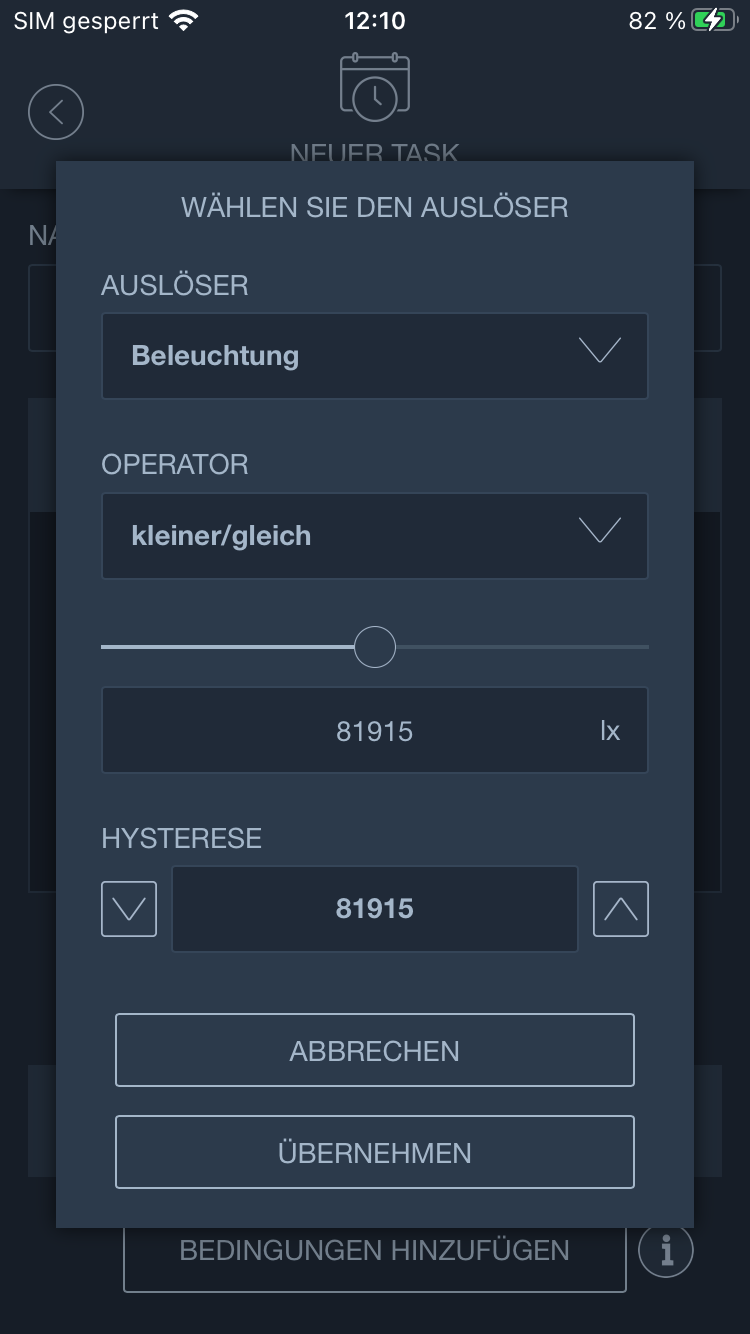 SIM gesperrt 12:10 82 %
NEUER TASK
WÄHLEN SIE DEN AUSLÖSER
NA
AUSLÖSER
Beleuchtung
OPERATOR
kleiner/gleich
81915 lx
HYSTERESE
81915
ABBRECHEN
ÜBERNEHMEN
BEDINGUNGEN HINZUFÜGEN